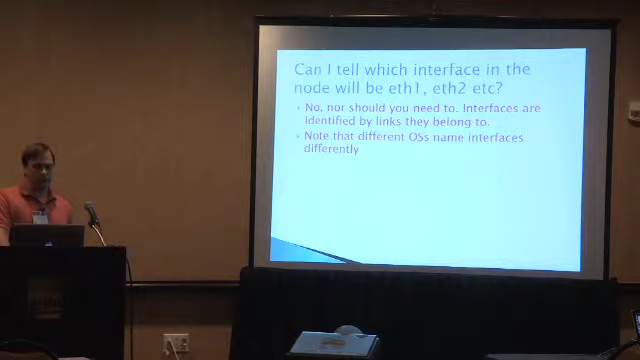 Can I tell which interface in the
node will be eth1, eth2 etc?
No, nor should you need to. Interfaces are
identified by links they belong to.
Note that different OSs name interfaces
differently